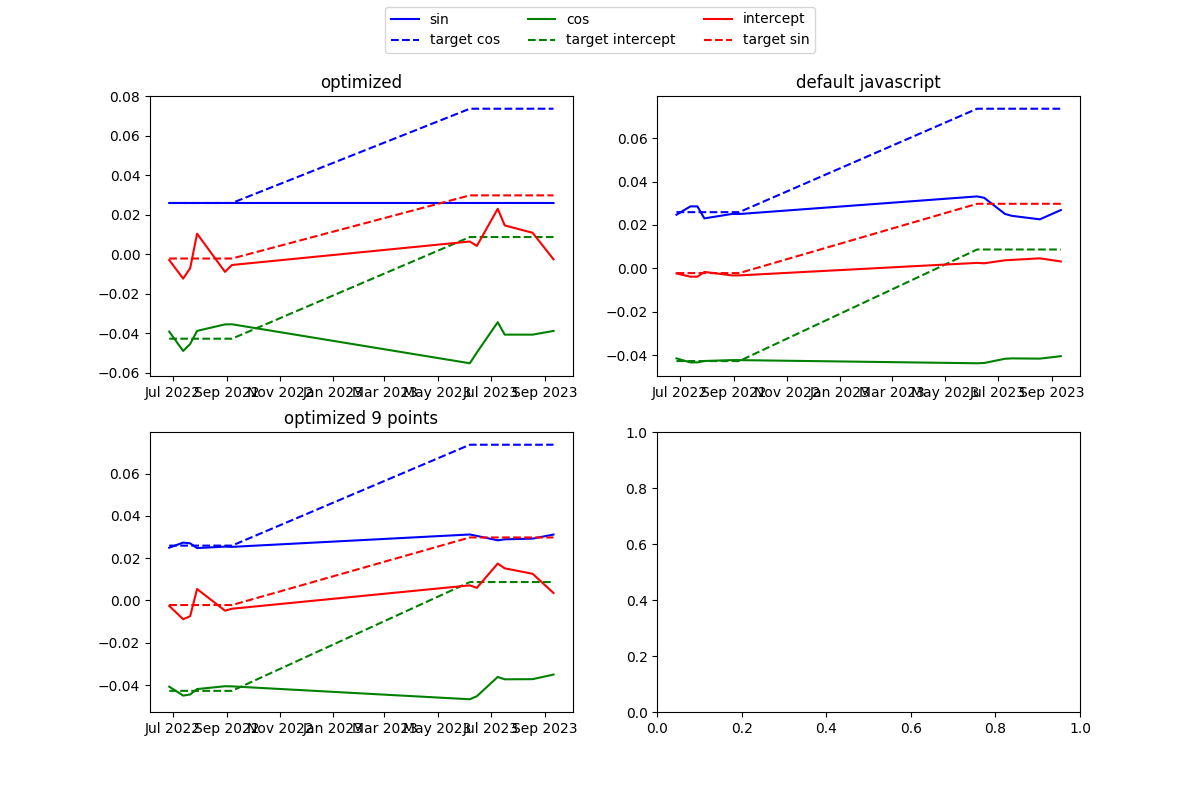 sin cos intercept
target cos target intercept target sin
optimized
0.08
0.06
0.04
0.02
0.00
−0.02
−0.04
−0.06
Jul 2022 Sep 2022 Nov 2022 Jan 2023 Mar 2023 May 2023 Jul 2023 Sep 2023
default javascript
0.06
0.04
0.02
0.00
−0.02
−0.04
Jul 2022 Sep 2022 Nov 2022 Jan 2023 Mar 2023 May 2023 Jul 2023 Sep 2023
optimized 9 points
0.06
0.04
0.02
0.00
−0.02
−0.04
Jul 2022 Sep 2022 Nov 2022 Jan 2023 Mar 2023 May 2023 Jul 2023 Sep 2023
1.0
0.8
0.6
0.4
0.2
0.0
0.0 0.2 0.4 0.6 0.8 1.0